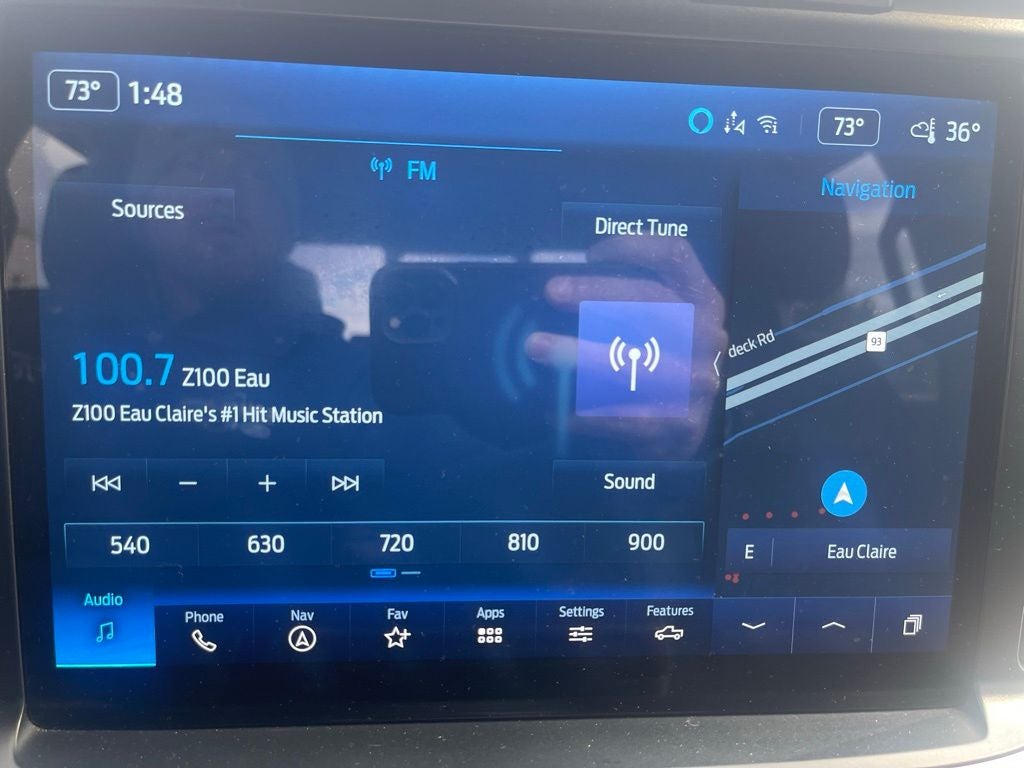 73° 1:48
73° 36°
FM
Navigation
Sources
Direct Tune
deck Rd
93
100.7 Z100 Eau
Z100 Eau Claire's #1 Hit Music Station
Sound
540 630 720 810 900
E Eau Claire
Audio
Phone Nav Fav Apps Settings Features